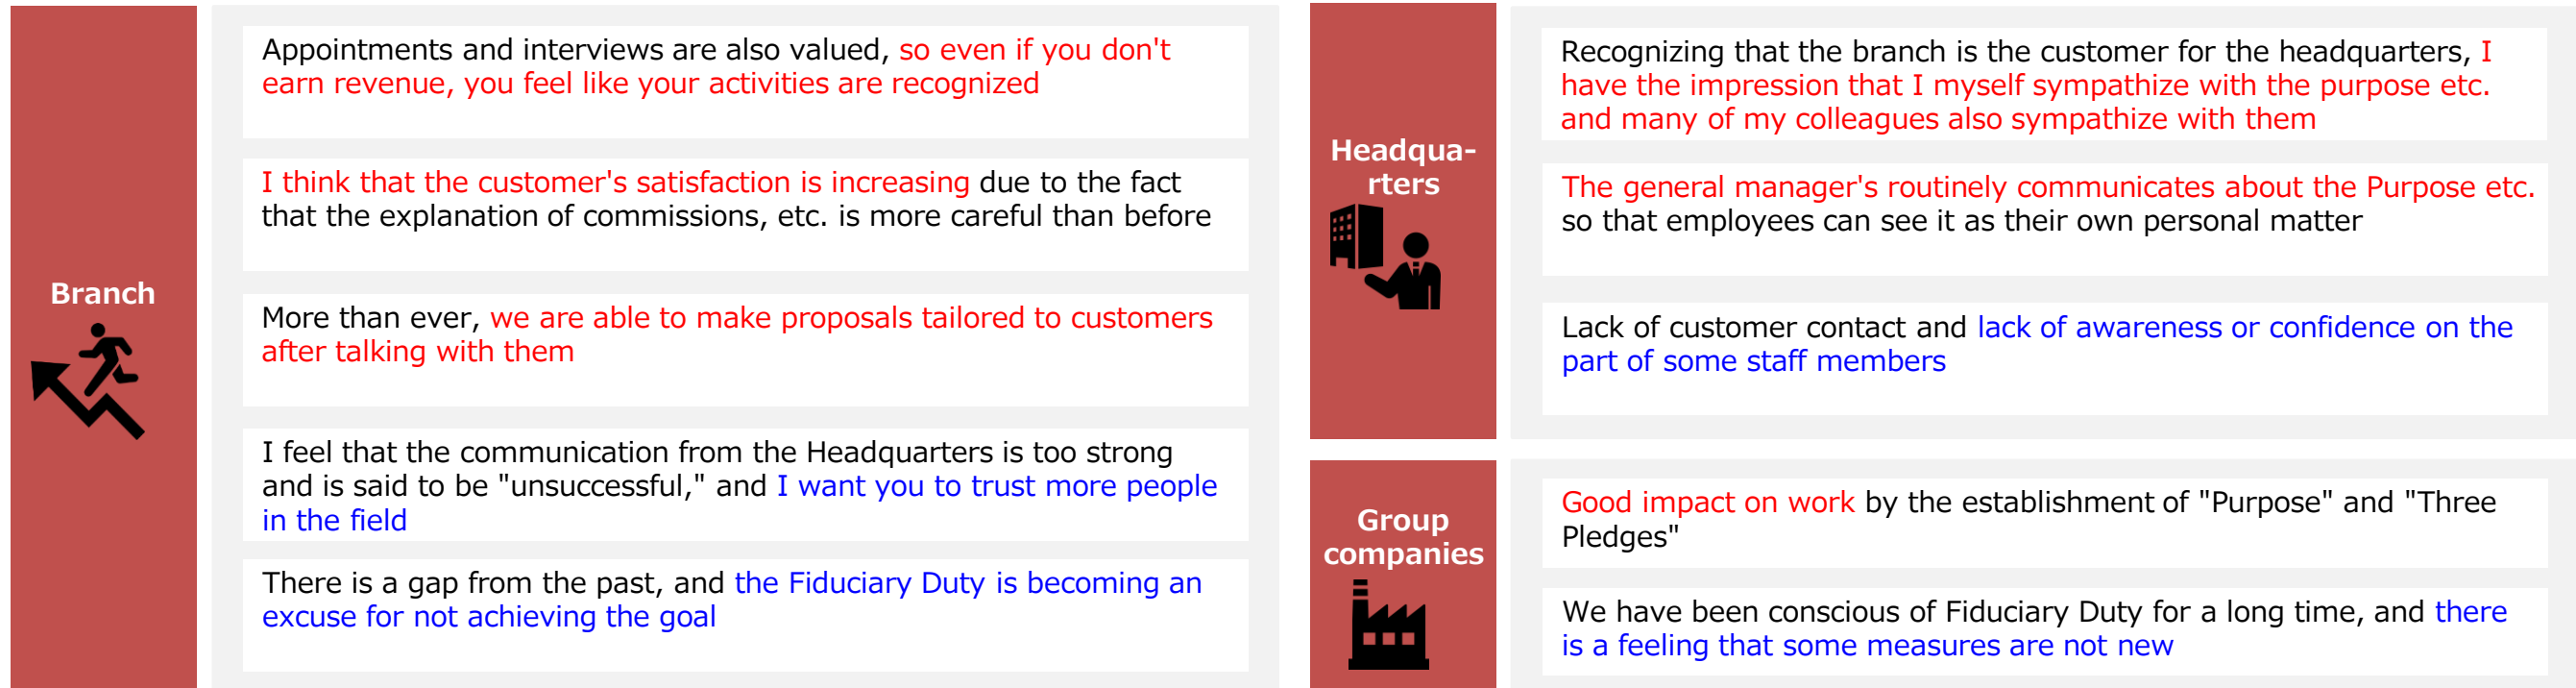 Branch
Appointments and interviews are also valued, so even if you don't
earn revenue, you feel like your activities are recognized
I think that the customer's satisfaction is increasing due to the fact
that the explanation of commissions, etc. is more careful than before
More than ever, we are able to make proposals tailored to customers
after talking with them
I feel that the communication from the Headquarters is too strong
and is said to be "unsuccessful," and I want you to trust more people
in the field
There is a gap from the past, and the Fiduciary Duty is becoming an
excuse for not achieving the goal
Headqua-
rters
Recognizing that the branch is the customer for the headquarters, I
have the impression that I myself sympathize with the purpose etc.
and many of my colleagues also sympathize with them
The general manager's routinely communicates about the Purpose etc.
so that employees can see it as their own personal matter
Lack of customer contact and lack of awareness or confidence on the
part of some staff members
Group
companies
Good impact on work by the establishment of "Purpose" and "Three
Pledges"
We have been conscious of Fiduciary Duty for a long time, and there
is a feeling that some measures are not new